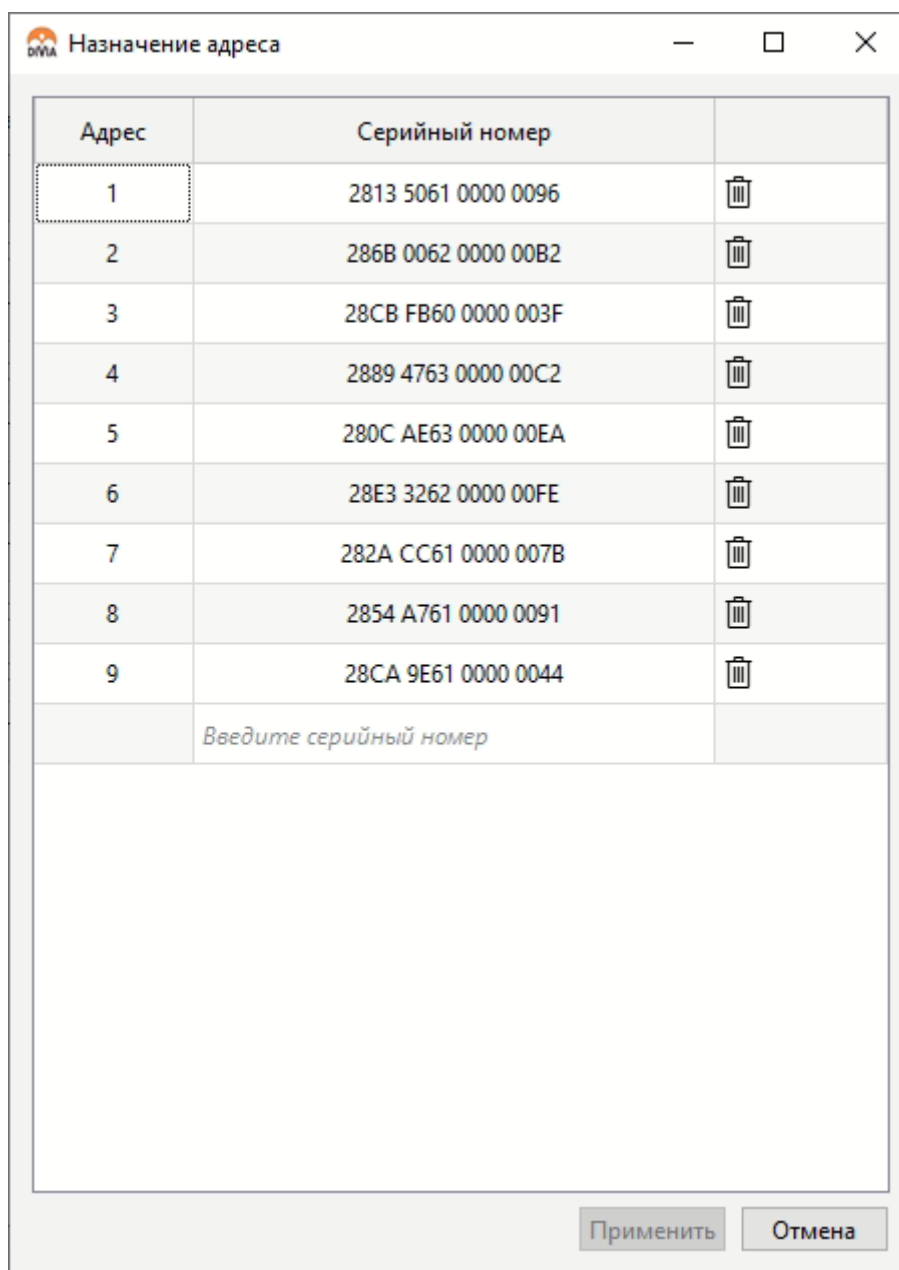 DIVIA Назначение адреса
Адрес Серийный номер
1 2813 5061 0000 0096
2 286B 0062 0000 00B2
3 28CB FB60 0000 003F
4 2889 4763 0000 00C2
5 280C AE63 0000 00EA
6 28E3 3262 0000 00FE
7 282A CC61 0000 007B
8 2854 A761 0000 0091
9 28CA 9E61 0000 0044
Введите серийный номер
Применить Отмена